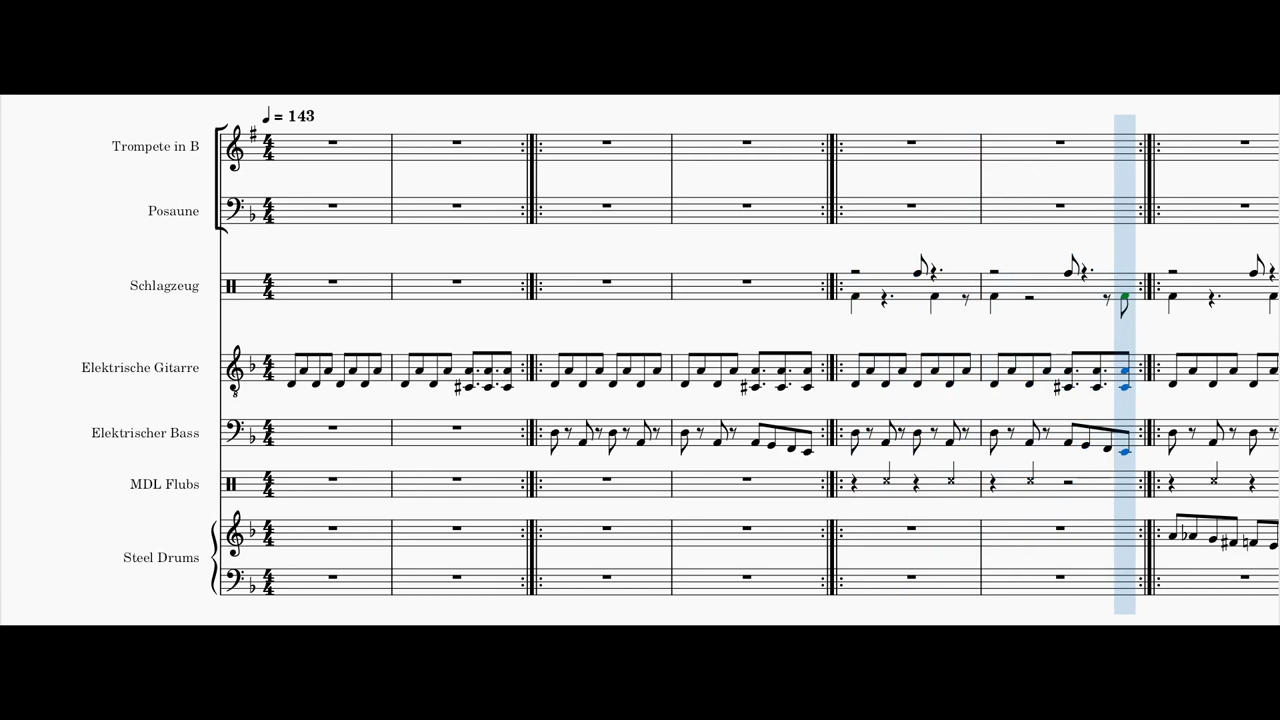 ♩ = 143
Trompete in B
Posaune
Schlagzeug
Elektrische Gitarre
Elektrischer Bass
MDL Flubs
Steel Drums